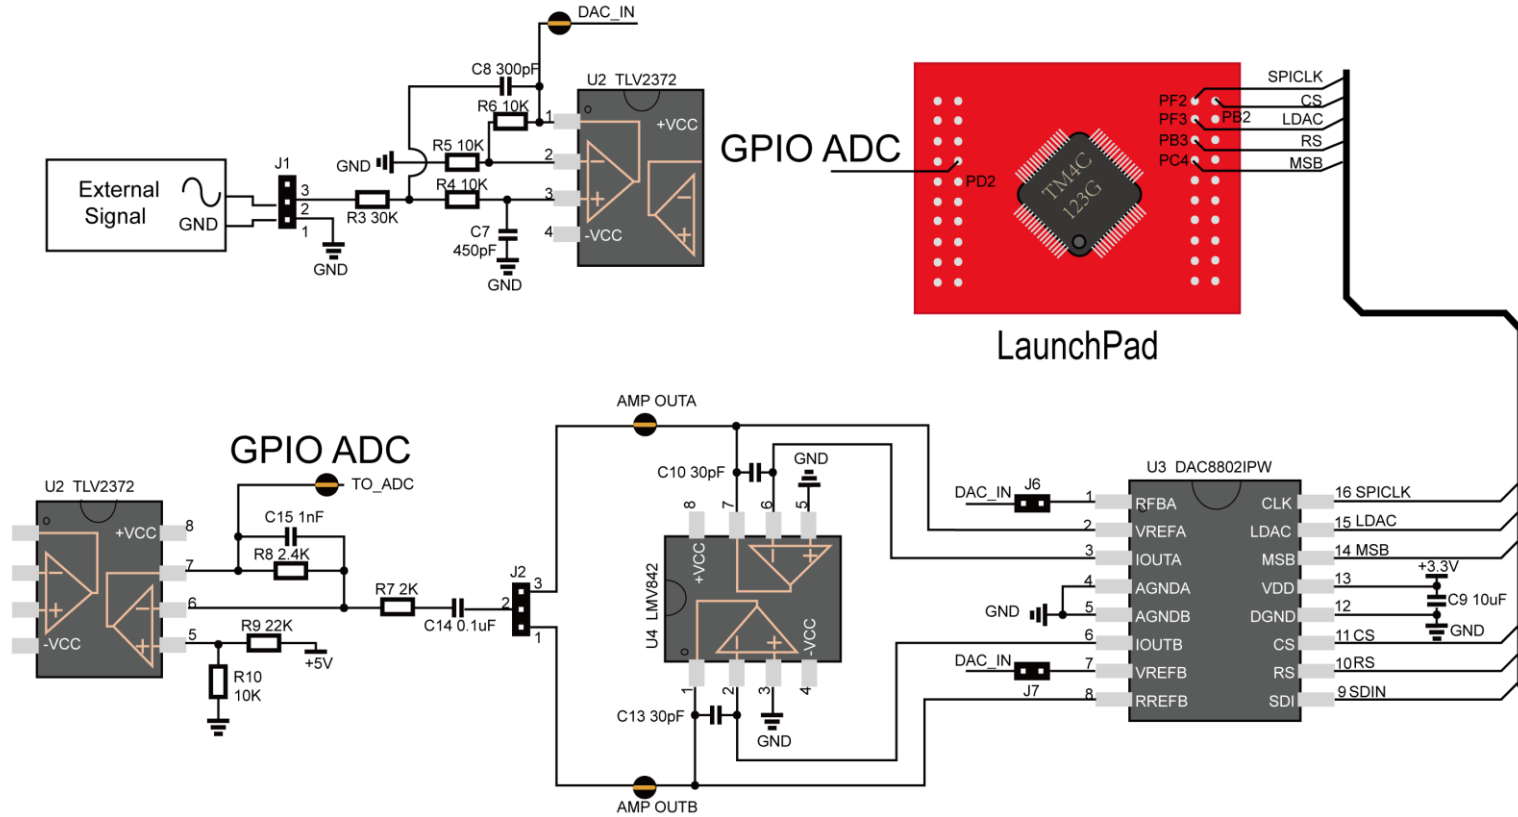 DAC_IN
C8 300pF
U2 TLV2372
R6 10K
1
+VCC
R5 10K
GND
2
J1
External
Signal
GND
3
2
1
R3 30K
R4 10K
3
C7
450pF
4
-VCC
GND
GND
GPIO ADC
PD2
TM4C
123G
PF2
PF3
PB3
PC4
PB2
SPICLK
CS
LDAC
RS
MSB
LaunchPad
GPIO ADC
TO_ADC
U2 TLV2372
+VCC
8
C15 1nF
R8 2.4K
7
6
5
-VCC
R9 22K
+5V
R10
10K
R7 2K
C14 0.1uF
J2
3
2
1
AMP OUTA
C10 30pF
GND
8
7
6
5
+VCC
U4 LMV842
-VCC
1
2
3
4
C13 30pF
GND
AMP OUTB
U3 DAC8802IPW
DAC_IN
J6
1
RFBA
CLK
16 SPICLK
2
VREFA
LDAC
15 LDAC
3
IOUTA
MSB
14 MSB
+3.3V
4
AGNDA
VDD
13
C9 10uF
GND
5
AGNDB
DGND
12
GND
6
IOUTB
CS
11 CS
DAC_IN
J7
7
VREFB
RS
10 RS
8
RREFB
SDI
9 SDIN